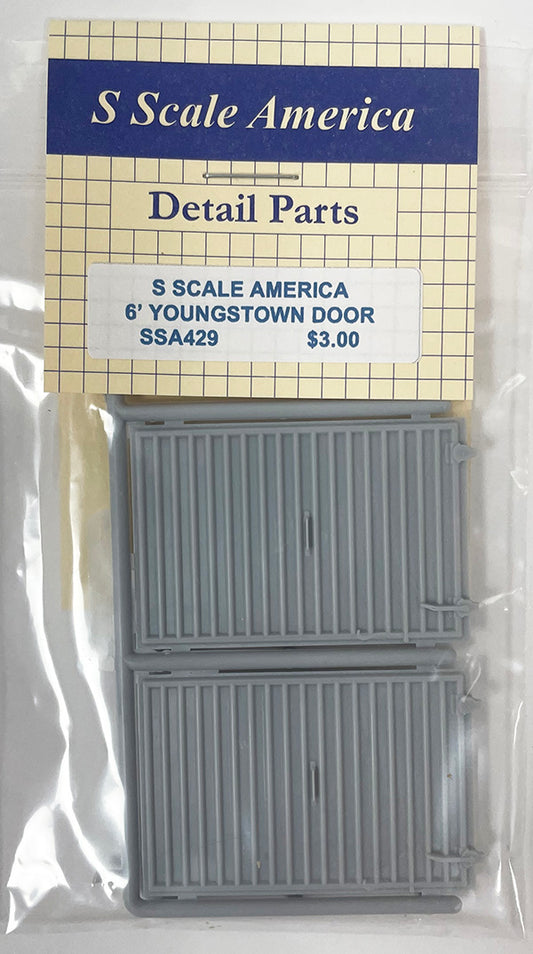 S Scale America
Detail Parts
S SCALE AMERICA
6' YOUNGSTOWN DOOR
SSA429 $3.00